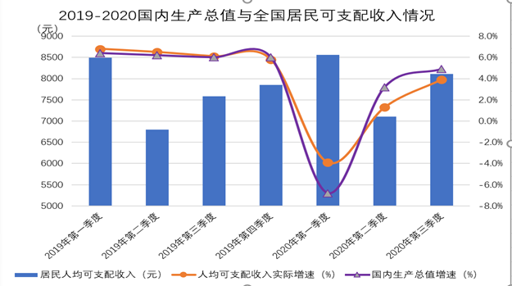 2019-2020国内生产总值与全国居民可支配收入情况
(元)
9000 8.0%
8500 6.0%
8000 4.0%
7500 2.0%
7000 0.0%
6500 -2.0%
6000 -4.0%
5500 -6.0%
5000 -8.0%
2019年第一季度 2019年第二季度 2019年第三季度 2019年第四季度 2020年第一季度 2020年第二季度 2020年第三季度
居民人均可支配收入（元） 人均可支配收入实际增速（%） 国内生产总值增速（%）